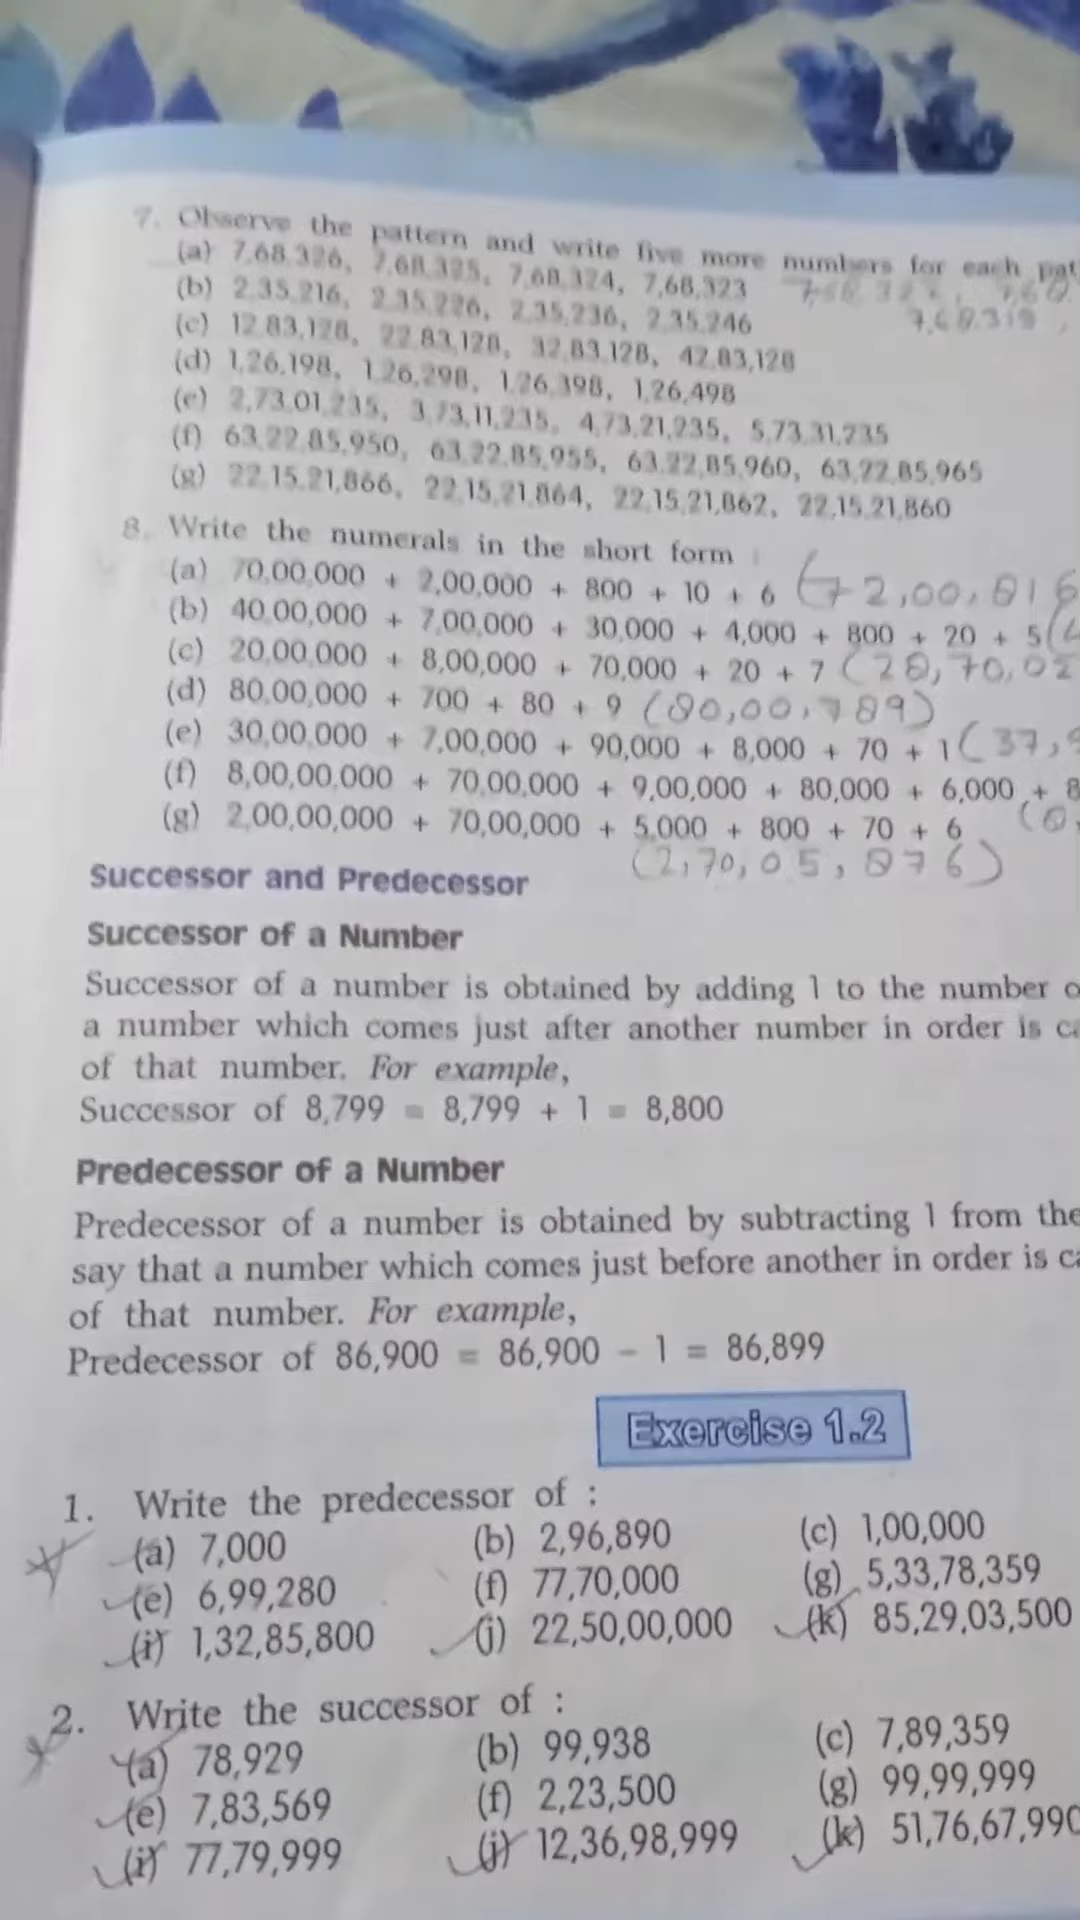 7. Observe the pattern and write five more numbers for each pat
(a) 7,68,326, 7,68,325, 7,68,324, 7,68,323
7,68,319,
(b) 2,35,216, 2,35,226, 2,35,236, 2,35,246
(c) 12,83,128, 22,83,128, 32,83,128, 42,83,128
(d) 1,26,198, 1,26,298, 1,26,398, 1,26,498
(e) 2,73,01,235, 3,73,11,235, 4,73,21,235, 5,73,31,235
(f) 63,22,85,950, 63,22,85,955, 63,22,85,960, 63,22,85,965
(g) 22,15,21,866, 22,15,21,864, 22,15,21,862, 22,15,21,860
8. Write the numerals in the short form
(a) 70,00,000 + 2,00,000 + 800 + 10 + 6 (72,00,816
(b) 40,00,000 + 7,00,000 + 30,000 + 4,000 + 800 + 20 + 5 (4
(c) 20,00,000 + 8,00,000 + 70,000 + 20 + 7 (28,70,02
(d) 80,00,000 + 700 + 80 + 9 (80,00,789)
(e) 30,00,000 + 7,00,000 + 90,000 + 8,000 + 70 + 1 (37,9
(f) 8,00,00,000 + 70,00,000 + 9,00,000 + 80,000 + 6,000 + 8
(8,
(g) 2,00,00,000 + 70,00,000 + 5,000 + 800 + 70 + 6
(2,70,05,876)
Successor and Predecessor
Successor of a Number
Successor of a number is obtained by adding 1 to the number o
a number which comes just after another number in order is ca
of that number. For example,
Successor of 8,799 = 8,799 + 1 = 8,800
Predecessor of a Number
Predecessor of a number is obtained by subtracting 1 from the
say that a number which comes just before another in order is ca
of that number. For example,
Predecessor of 86,900 = 86,900 − 1 = 86,899
Exercise 1.2
1. Write the predecessor of :
(a) 7,000 (b) 2,96,890 (c) 1,00,000
(e) 6,99,280 (f) 77,70,000 (g) 5,33,78,359
(i) 1,32,85,800 (j) 22,50,00,000 (k) 85,29,03,500
2. Write the successor of :
(a) 78,929 (b) 99,938 (c) 7,89,359
(e) 7,83,569 (f) 2,23,500 (g) 99,99,999
(i) 77,79,999 (j) 12,36,98,999 (k) 51,76,67,990